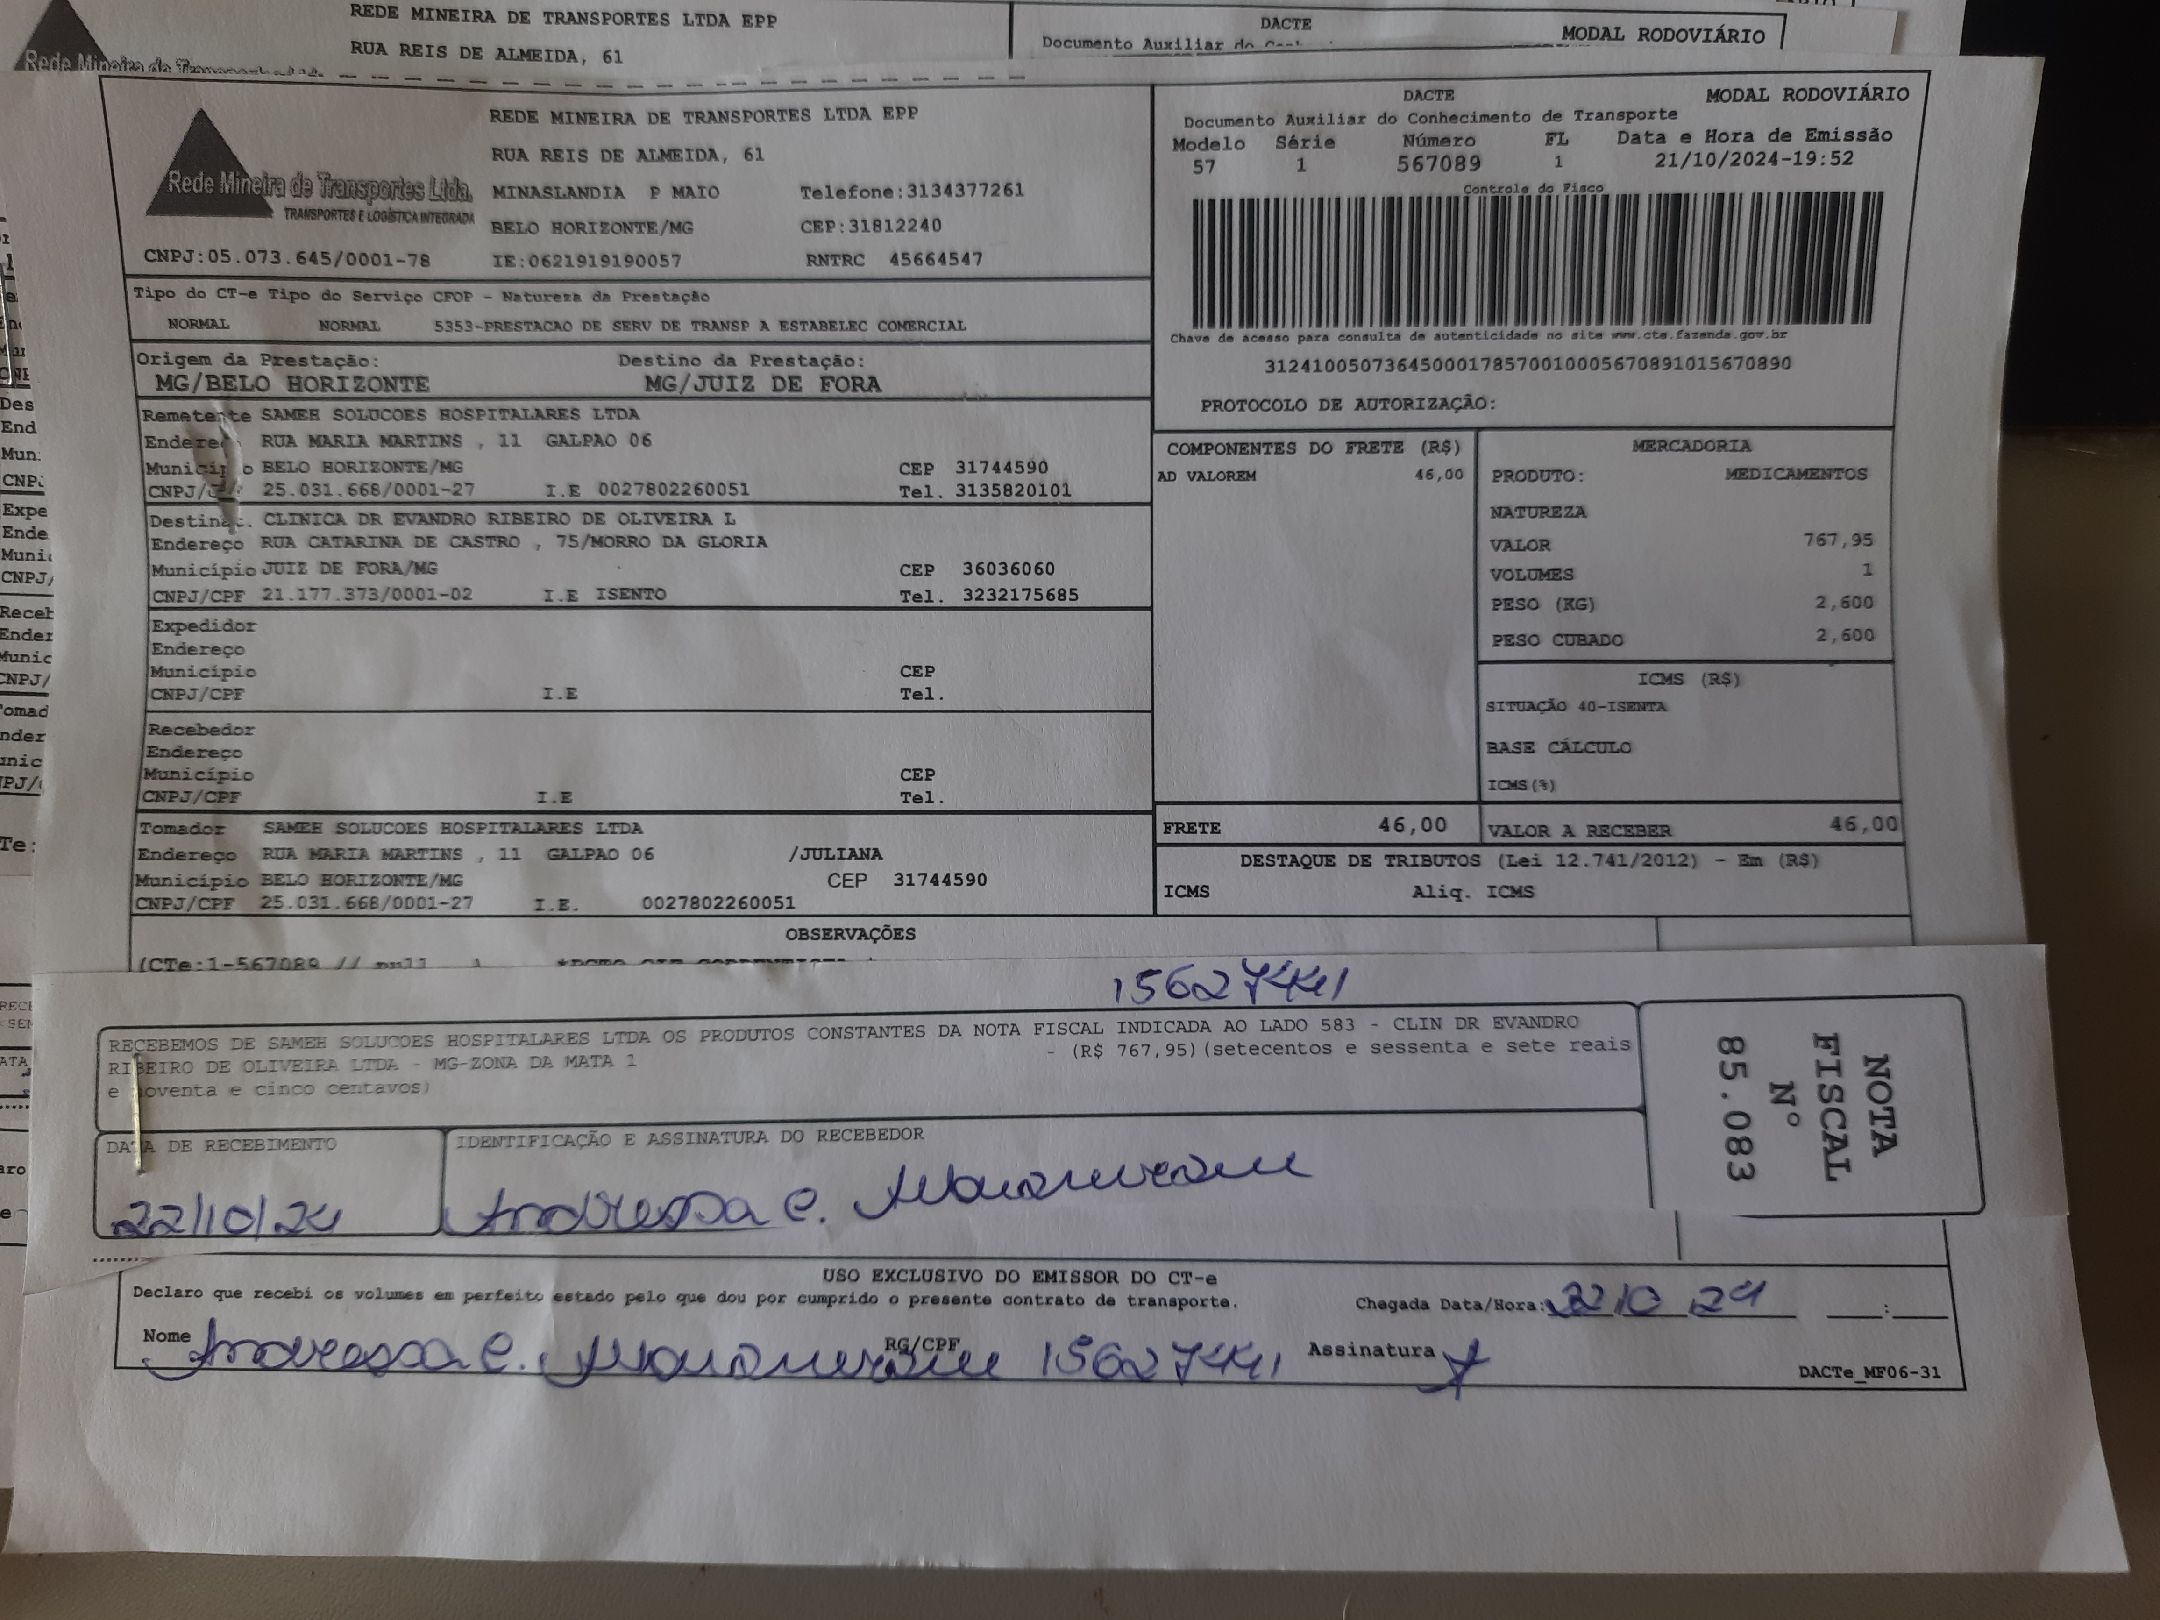 REDE MINEIRA DE TRANSPORTES LTDA EPP
RUA REIS DE ALMEIDA, 61
DACTE
MODAL RODOVIÁRIO
Documento Auxiliar do
Rede Mineira de Transportes Ltda.
TRANSPORTES E LOGÍSTICA INTEGRADA
CNPJ:05.073.645/0001-78
REDE MINEIRA DE TRANSPORTES LTDA EPP
RUA REIS DE ALMEIDA, 61
MINASLANDIA P MAIO Telefone:3134377261
BELO HORIZONTE/MG CEP:31812240
IE:0621919190057 RNTRC 45664547
DACTE MODAL RODOVIÁRIO
Documento Auxiliar do Conhecimento de Transporte
Modelo Série Número FL Data e Hora de Emissão
57 1 567089 1 21/10/2024-19:52
Controle do Fisco
Chave de acesso para consulta de autenticidade no site www.cte.fazenda.gov.br
31241005073645000178570010005670891015670890
PROTOCOLO DE AUTORIZAÇÃO:
Tipo do CT-e Tipo do Serviço CFOP - Natureza da Prestação
NORMAL NORMAL 5353-PRESTACAO DE SERV DE TRANSP A ESTABELEC COMERCIAL
Origem da Prestação: Destino da Prestação:
MG/BELO HORIZONTE MG/JUIZ DE FORA
Remetente SAMEH SOLUCOES HOSPITALARES LTDA
Endereço RUA MARIA MARTINS , 11 GALPAO 06
Município BELO HORIZONTE/MG CEP 31744590
CNPJ/ 25.031.668/0001-27 I.E 0027802260051 Tel. 3135820101
Destinat. CLINICA DR EVANDRO RIBEIRO DE OLIVEIRA L
Endereço RUA CATARINA DE CASTRO , 75/MORRO DA GLORIA
Município JUIZ DE FORA/MG CEP 36036060
CNPJ/CPF 21.177.373/0001-02 I.E ISENTO Tel. 3232175685
Expedidor
Endereço
Município CEP
CNPJ/CPF I.E Tel.
Recebedor
Endereço
Município CEP
CNPJ/CPF I.E Tel.
Tomador SAMEH SOLUCOES HOSPITALARES LTDA
Endereço RUA MARIA MARTINS , 11 GALPAO 06 /JULIANA
Município BELO HORIZONTE/MG CEP 31744590
CNPJ/CPF 25.031.668/0001-27 I.E. 0027802260051
COMPONENTES DO FRETE (R$)
AD VALOREM 46,00
MERCADORIA
PRODUTO: MEDICAMENTOS
NATUREZA
VALOR 767,95
VOLUMES 1
PESO (KG) 2,600
PESO CUBADO 2,600
ICMS (R$)
SITUAÇÃO 40-ISENTA
BASE CÁLCULO
ICMS(%)
FRETE 46,00 VALOR A RECEBER 46,00
DESTAQUE DE TRIBUTOS (Lei 12.741/2012) - Em (R$)
ICMS Aliq. ICMS
OBSERVAÇÕES
(CTe:1-567089 // null
15627441
RECEBEMOS DE SAMEH SOLUCOES HOSPITALARES LTDA OS PRODUTOS CONSTANTES DA NOTA FISCAL INDICADA AO LADO 583 - CLIN DR EVANDRO
RIBEIRO DE OLIVEIRA LTDA - MG-ZONA DA MATA 1 - (R$ 767,95) (setecentos e sessenta e sete reais
e noventa e cinco centavos)
DATA DE RECEBIMENTO
22/10/24
IDENTIFICAÇÃO E ASSINATURA DO RECEBEDOR
Andressa C.
NOTA
FISCAL
Nº
85.083
USO EXCLUSIVO DO EMISSOR DO CT-e
Declaro que recebi os volumes em perfeito estado pelo que dou por cumprido o presente contrato de transporte. Chegada Data/Hora: 22 10 24 :
Nome Andressa C. RG/CPF 15627441 Assinatura
DACTe_MF06-31